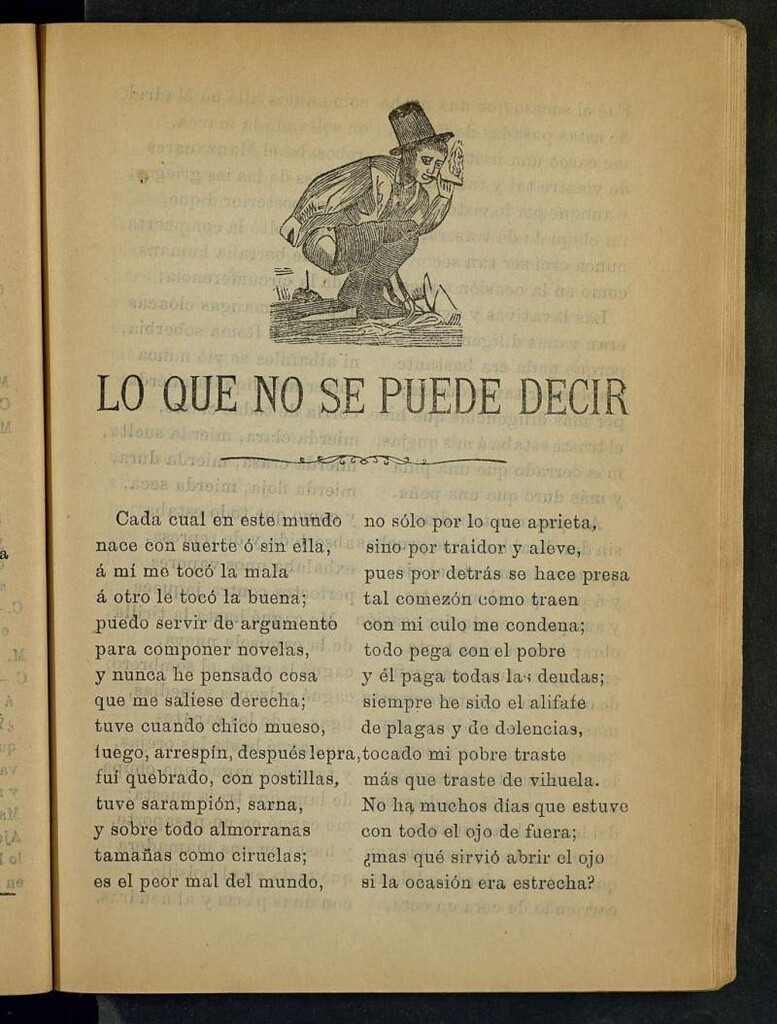 LO QUE NO SE PUEDE DECIR
Cada cual en este mundo
nace con suerte ó sin ella,
á mí me tocó la mala
á otro le tocó la buena;
puedo servir de argumento
para componer novelas,
y nunca he pensado cosa
que me saliese derecha;
tuve cuando chico mueso,
luego, arrespín, después lepra,
fuí quebrado, con postillas,
tuve sarampión, sarna,
y sobre todo almorranas
tamañas como ciruelas;
es el peor mal del mundo,
no sólo por lo que aprieta,
sino por traidor y aleve,
pues por detrás se hace presa
tal comezón como traen
con mi culo me condena;
todo pega con el pobre
y él paga todas las deudas;
siempre he sido el alifafe
de plagas y de dolencias,
tocado mi pobre traste
más que traste de vihuela.
No ha muchos días que estuve
con todo el ojo de fuera;
¿mas qué sirvió abrir el ojo
si la ocasión era estrecha?